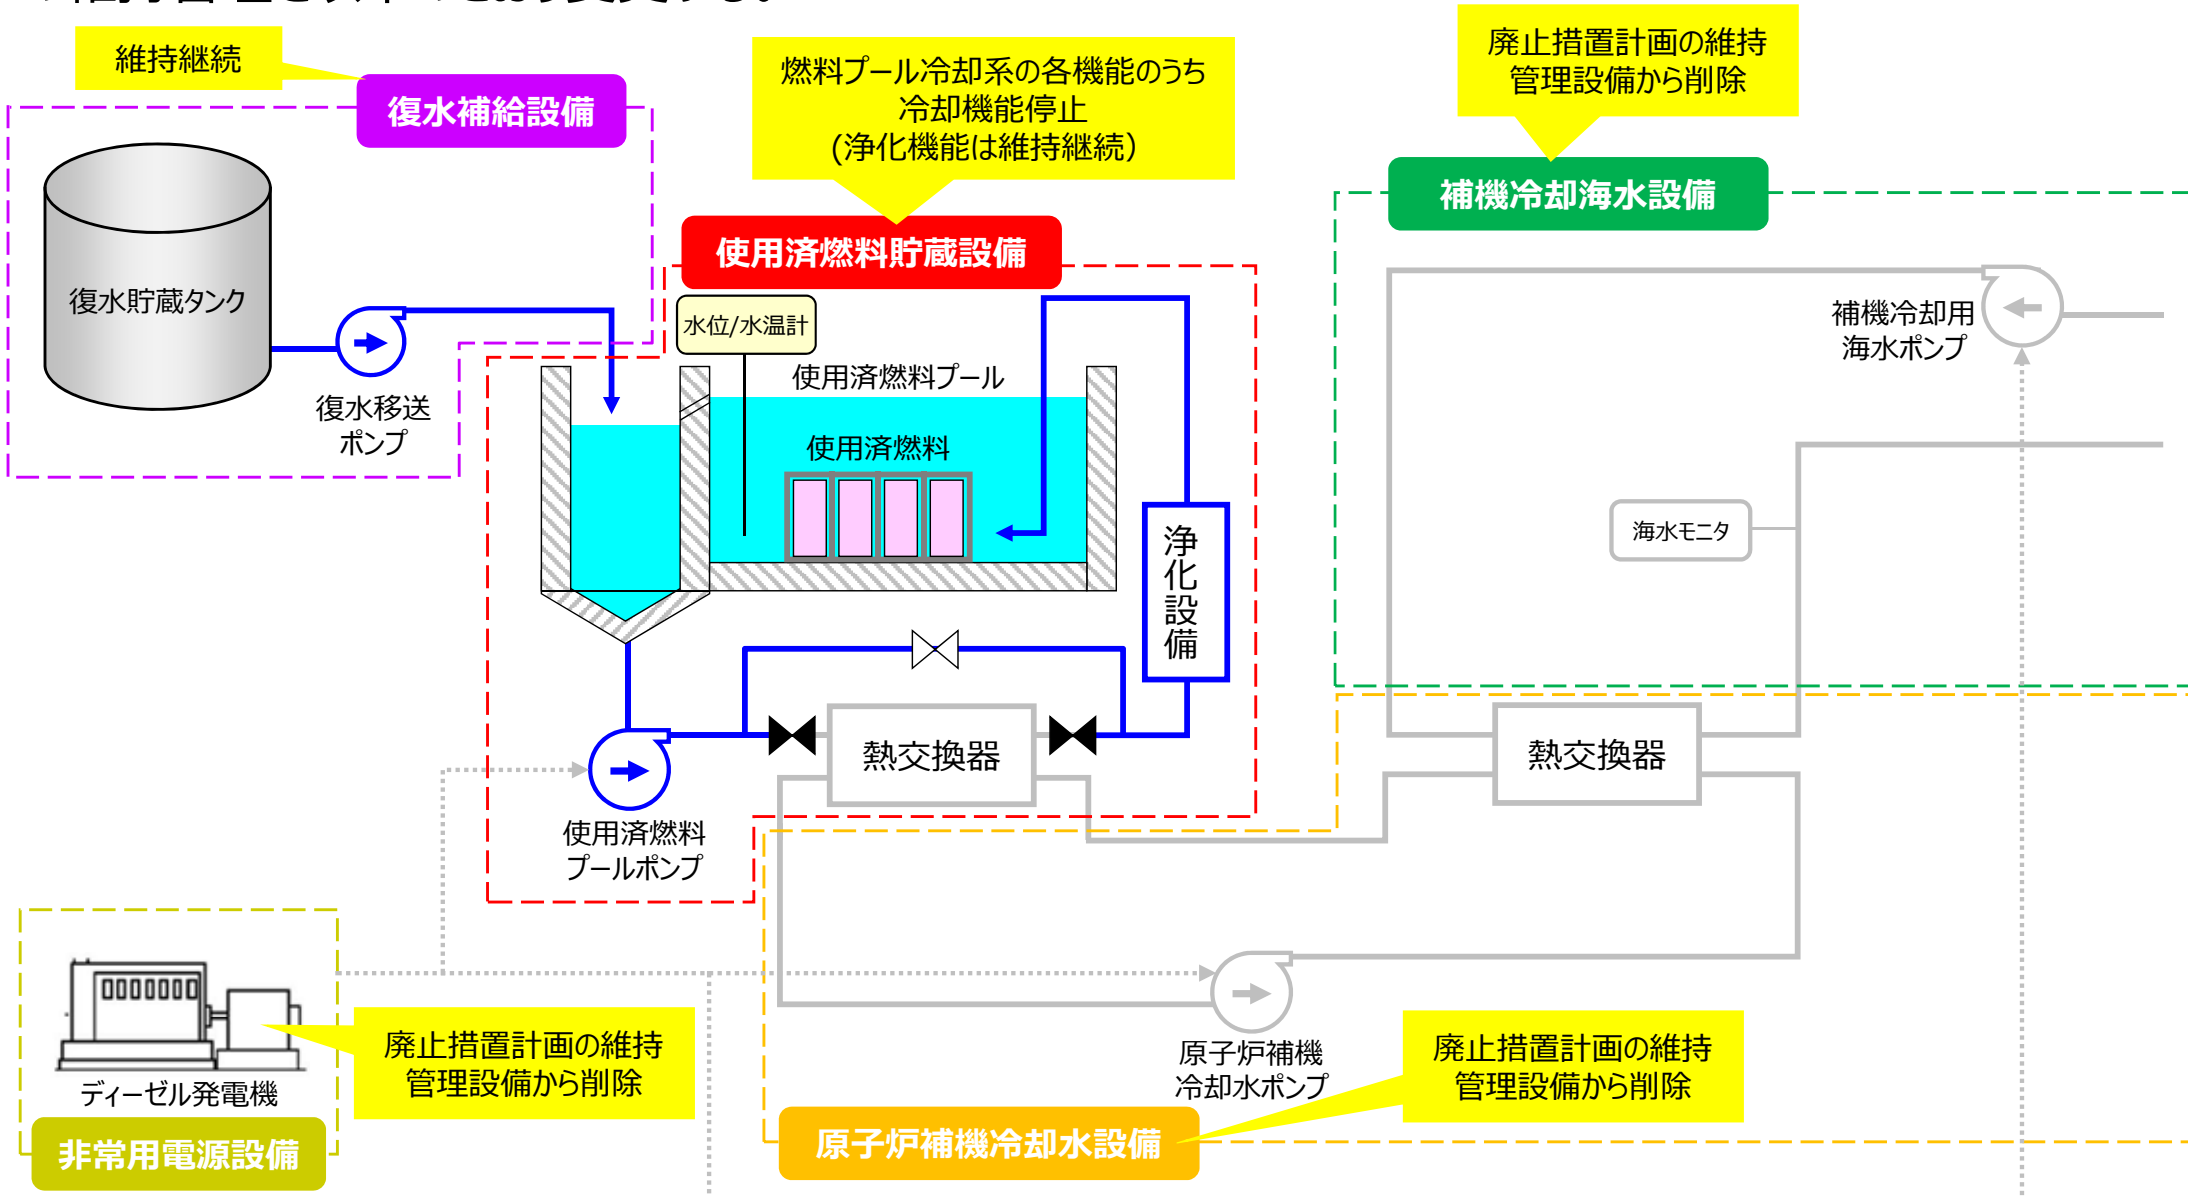 維持継続
復水補給設備
復水貯蔵タンク
復水移送
ポンプ
燃料プール冷却系の各機能のうち
冷却機能停止
(浄化機能は維持継続)
使用済燃料貯蔵設備
水位/水温計
使用済燃料プール
使用済燃料
浄化設備
熱交換器
使用済燃料
プールポンプ
廃止措置計画の維持
管理設備から削除
補機冷却海水設備
補機冷却用
海水ポンプ
海水モニタ
熱交換器
原子炉補機
冷却水ポンプ
廃止措置計画の維持
管理設備から削除
原子炉補機冷却水設備
ディーゼル発電機
廃止措置計画の維持
管理設備から削除
非常用電源設備